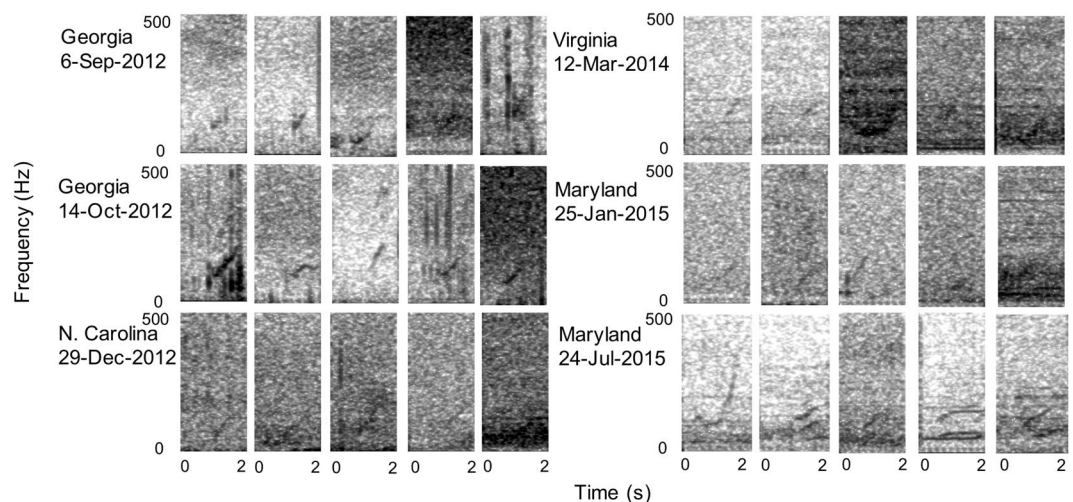 500
Georgia
6-Sep-2012
0
500
Virginia
12-Mar-2014
0
Frequency (Hz)
500
Georgia
14-Oct-2012
0
500
Maryland
25-Jan-2015
0
500
N. Carolina
29-Dec-2012
0
0 2 0 2 0 2 0 2 0 2
500
Maryland
24-Jul-2015
0
0 2 0 2 0 2 0 2 0 2
Time (s)